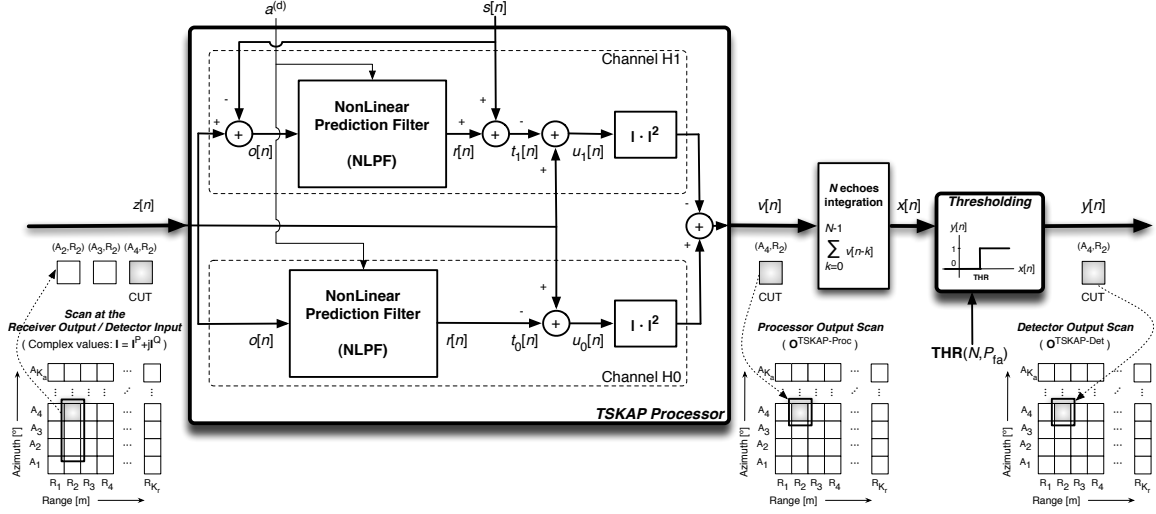 a(d)
s[n]
Channel H1
NonLinear
Prediction Filter
(NLPF)
-
+
+
o[n]
+
r[n]
+
+
-
t1[n]
+
+
u1[n]
I · I2
z[n]
(A2,R2) (A3,R2) (A4,R2)
CUT
Scan at the
Receiver Output / Detector Input
( Complex values: I = IP+jIQ )
NonLinear
Prediction Filter
(NLPF)
o[n]
r[n]
-
t0[n]
+
+
u0[n]
I · I2
Channel H0
-
+
+
TSKAP Processor
v[n]
(A4,R2)
CUT
N echoes
integration
N-1
∑ v[n-k]
k=0
x[n]
Thresholding
y[n]
1
0
THR
x[n]
THR(N,Pfa)
y[n]
(A4,R2)
CUT
Processor Output Scan
( OTSKAP-Proc )
Detector Output Scan
( OTSKAP-Det )
Azimuth [º]
AKa
...
A4
A3
A2
A1
R1 R2 R3 R4 RKr
Range [m]
Azimuth [º]
AKa
...
A4
A3
A2
A1
R1 R2 R3 R4 RKr
Range [m]
Azimuth [º]
AKa
...
A4
A3
A2
A1
R1 R2 R3 R4 RKr
Range [m]